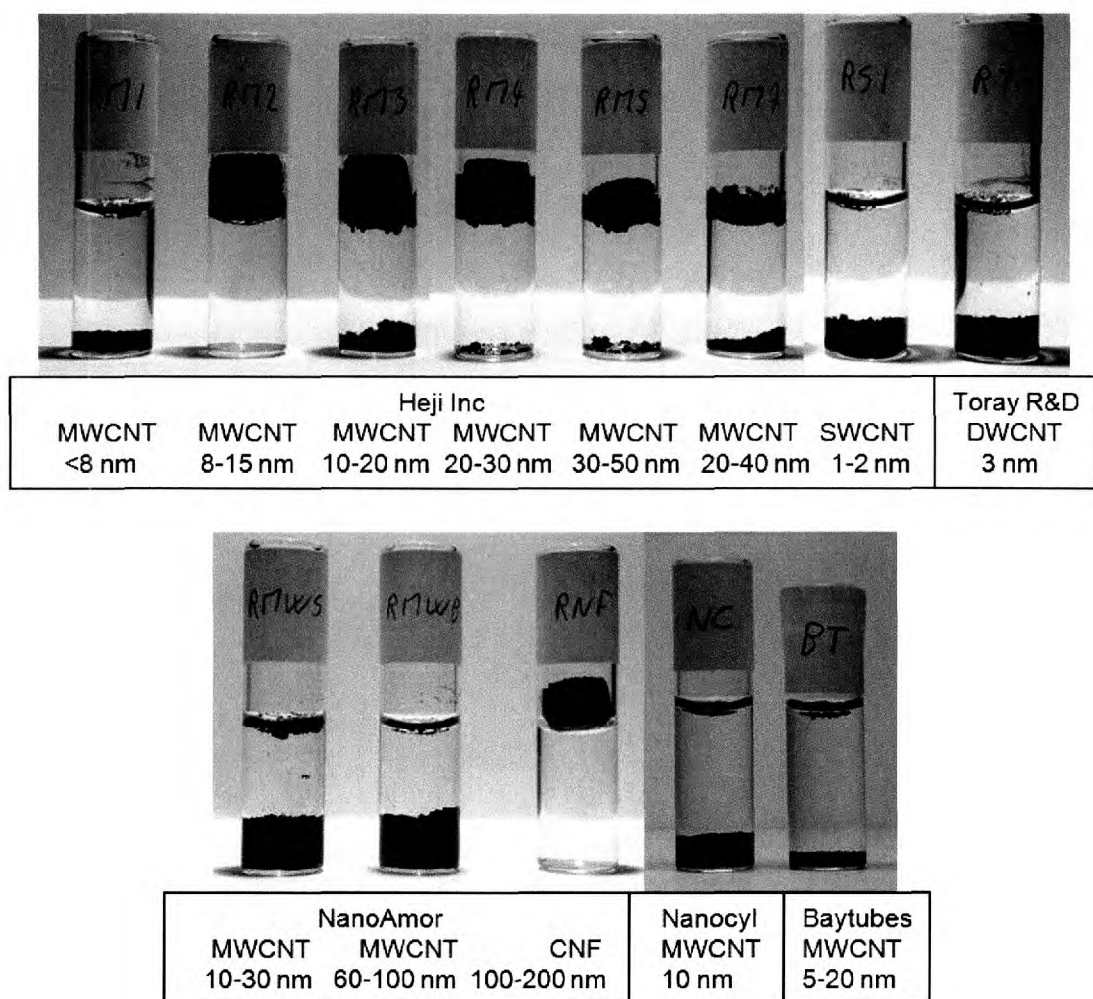 RM1 RM2 RM3 RM4 RM5 RM7 RS1
Heji Inc Toray R&D
MWCNT MWCNT MWCNT MWCNT MWCNT MWCNT SWCNT DWCNT
<8 nm 8-15 nm 10-20 nm 20-30 nm 30-50 nm 20-40 nm 1-2 nm 3 nm
RMWS RMWB RNF NC BT
NanoAmor Nanocyl Baytubes
MWCNT MWCNT CNF MWCNT MWCNT
10-30 nm 60-100 nm 100-200 nm 10 nm 5-20 nm